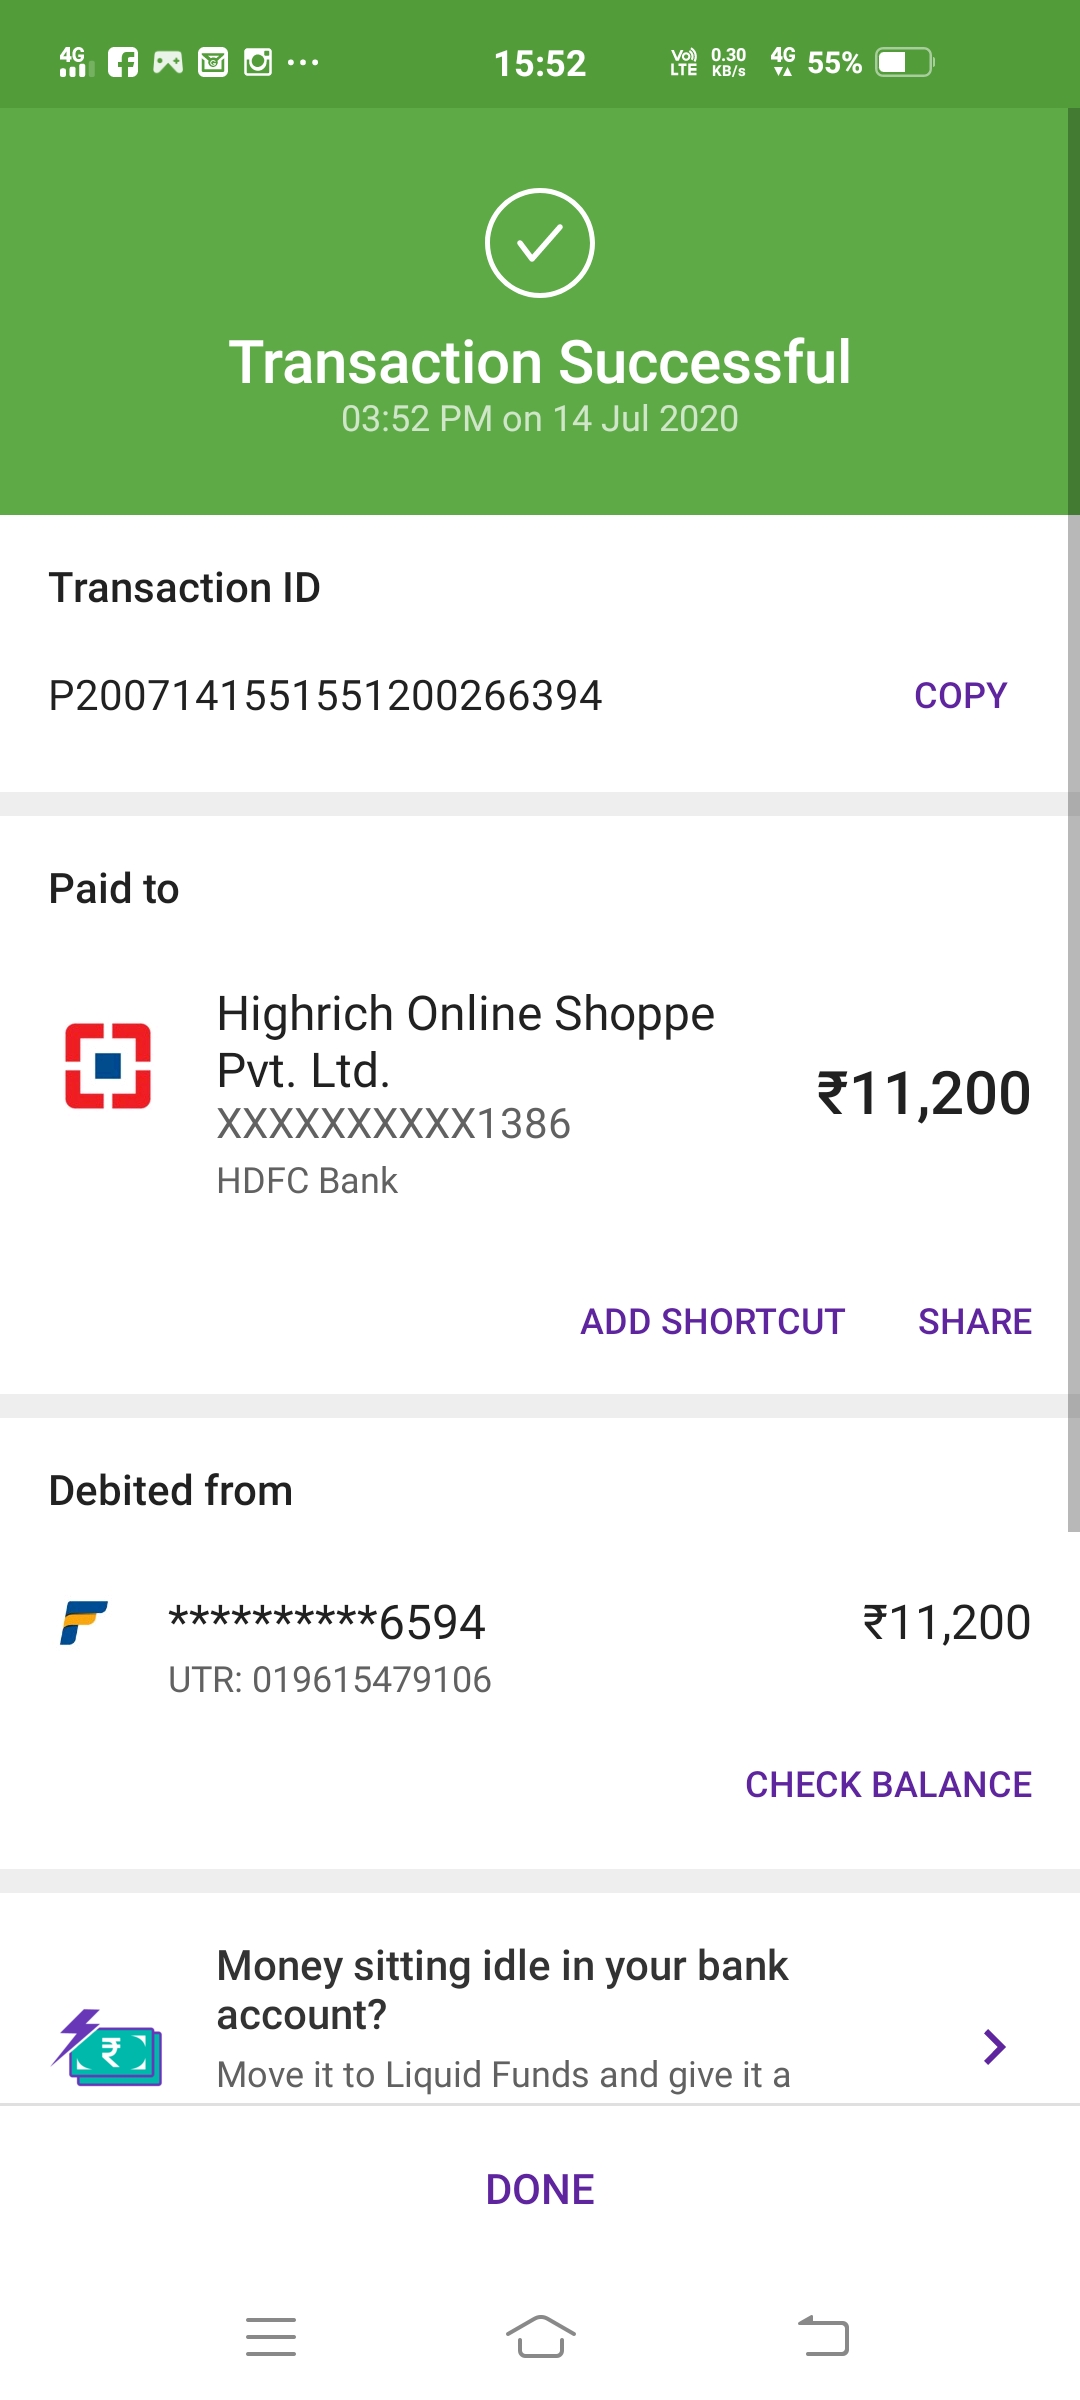 4G 15:52 Vo) LTE 0.30 KB/s 4G 55%
Transaction Successful
03:52 PM on 14 Jul 2020
Transaction ID
P2007141551551200266394 COPY
Paid to
Highrich Online Shoppe
Pvt. Ltd.
₹11,200
XXXXXXXXXX1386
HDFC Bank
ADD SHORTCUT SHARE
Debited from
**********6594 ₹11,200
UTR: 019615479106
CHECK BALANCE
Money sitting idle in your bank
account?
Move it to Liquid Funds and give it a
DONE